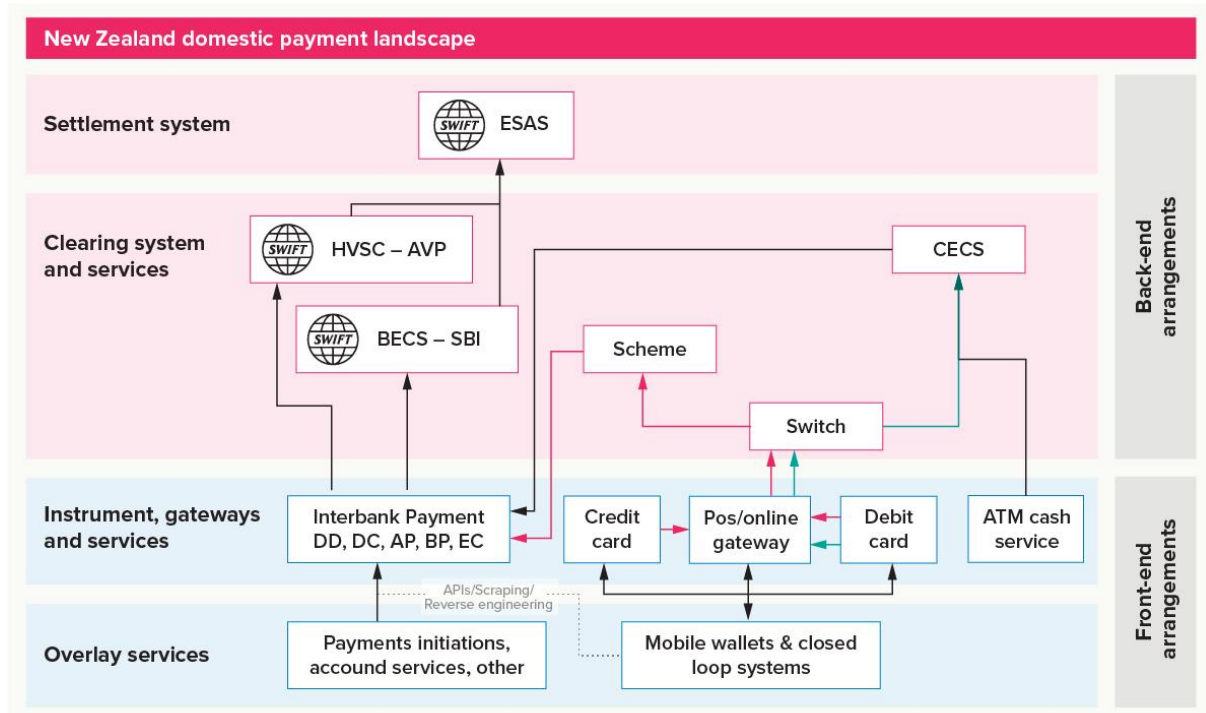 New Zealand domestic payment landscape
Settlement system
SWIFT
ESAS
Clearing system
and services
SWIFT
HVSC – AVP
CECS
SWIFT
BECS – SBI
Scheme
Switch
Back-end
arrangements
Instrument, gateways
and services
Interbank Payment
DD, DC, AP, BP, EC
Credit
card
Pos/online
gateway
Debit
card
ATM cash
service
APIs/Scraping/
Reverse engineering
Overlay services
Payments initiations,
accound services, other
Mobile wallets & closed
loop systems
Front-end
arrangements